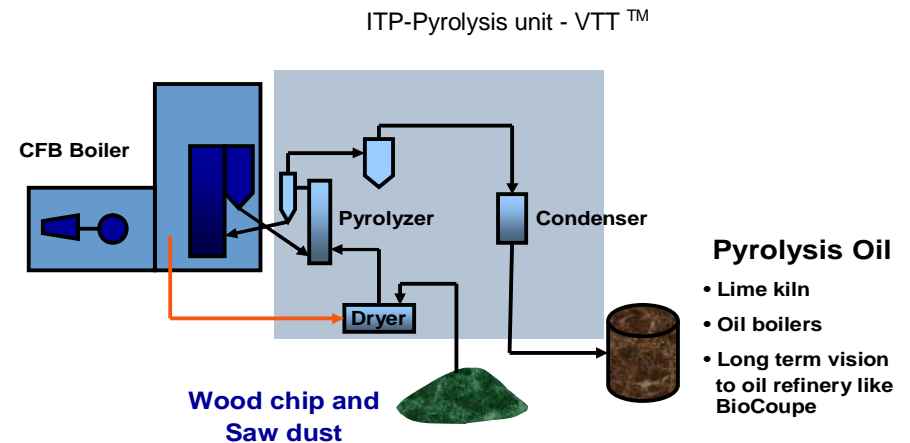 ITP-Pyrolysis unit - VTT TM
CFB Boiler
Pyrolyzer
Condenser
Dryer
Wood chip and
Saw dust
Pyrolysis Oil
• Lime kiln
• Oil boilers
• Long term vision
to oil refinery like
BioCoupe